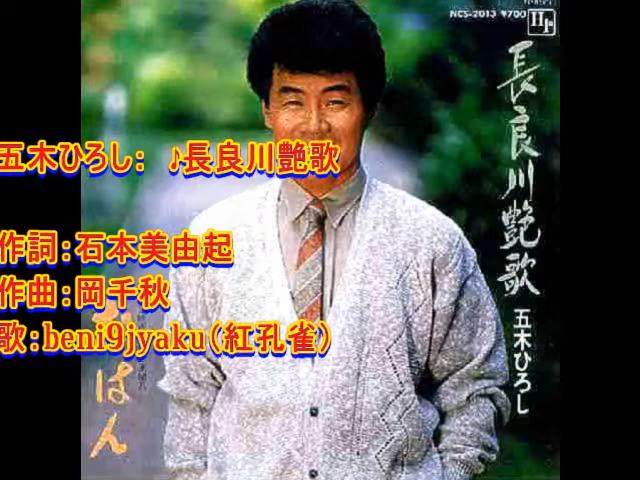 NCS-2013 ¥700
長良川艶歌
五木ひろし
五木ひろし: ♪長良川艶歌
作詞:石本美由起
作曲:岡千秋
歌:beni9jyaku(紅孔雀)
はん